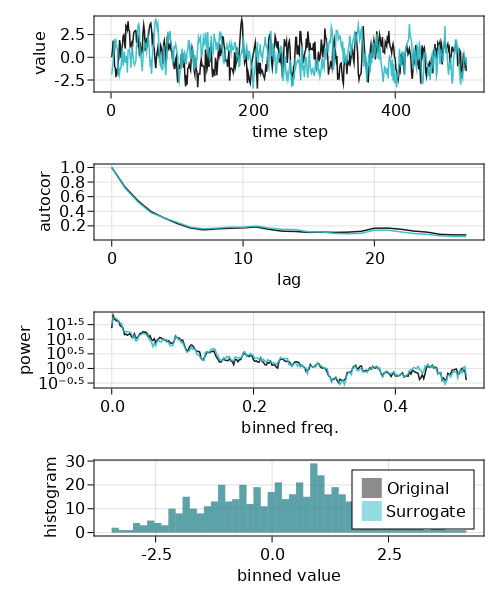 value
2.5
0.0
-2.5
0 200 400
time step
autocor
1.0
0.8
0.6
0.4
0.2
0 10 20
lag
power
10^1.5
10^1.0
10^0.5
10^0.0
10^-0.5
0.0 0.2 0.4
binned freq.
histogram
30
20
10
0
Original
Surrogate
-2.5 0.0 2.5
binned value